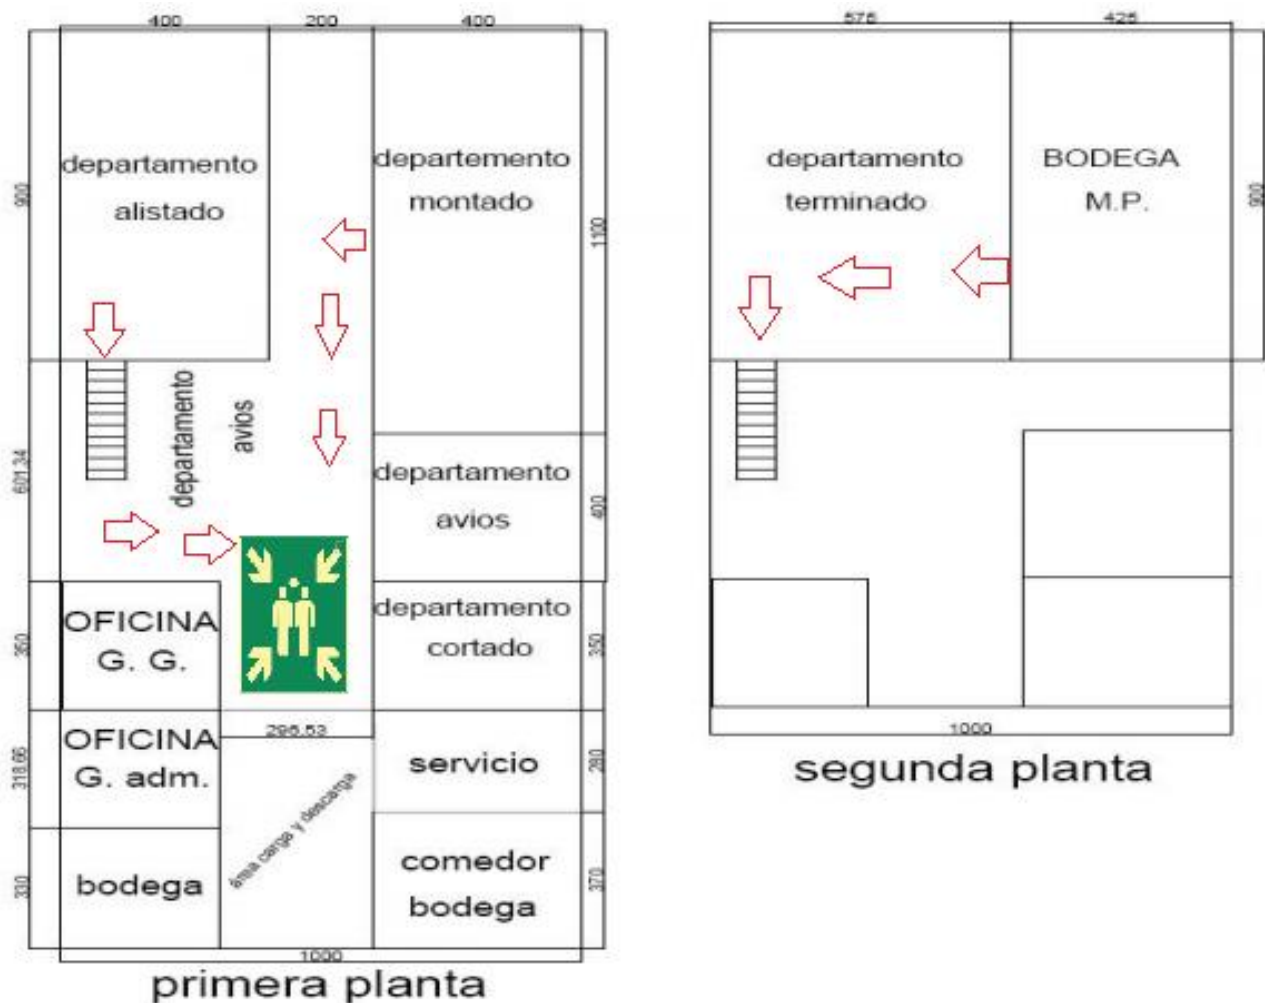 400 200 400
departamento
alistado
departemento
montado
900
1100
departamento
avios
601.34
departamento
avios
400
OFICINA
G. G.
departamento
cortado
350
350
296.53
OFICINA
G. adm.
servicio
318.66
280
área carga y descarga
bodega
comedor
bodega
330
370
1000
primera planta
575 425
departamento
terminado
BODEGA
M.P.
900
1000
segunda planta